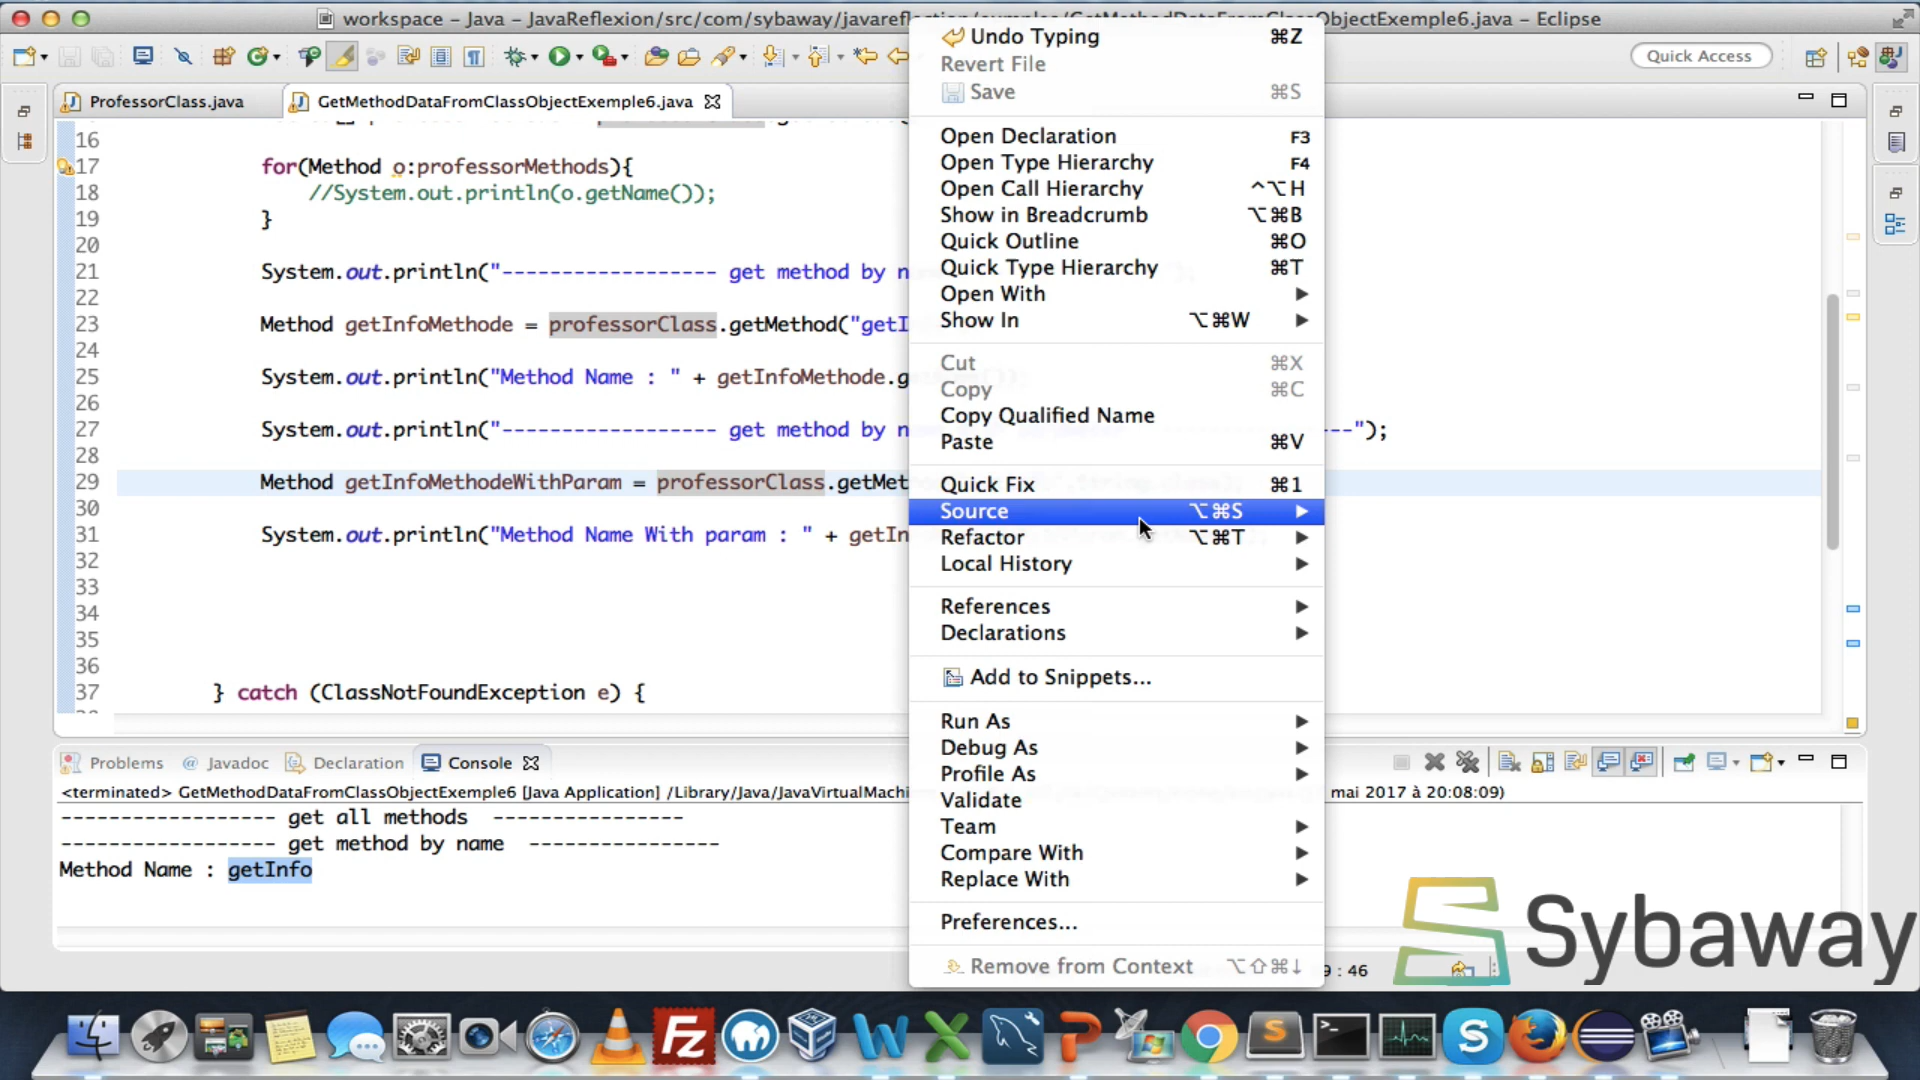 workspace – Java – JavaReflexion/src/com/sybaway/javareflection/exemples/GetMethodDataFromClassObjectExemple6.java – Eclipse
Quick Access
ProfessorClass.java
GetMethodDataFromClassObjectExemple6.java
16
17 for(Method o:professorMethods){
18 //System.out.println(o.getName());
19 }
20
21 System.out.println("------------------ get method by
22
23 Method getInfoMethode = professorClass.getMethod("getI
24
25 System.out.println("Method Name : " + getInfoMethode.
26
27 System.out.println("------------------ get method by --");
28
29 Method getInfoMethodeWithParam = professorClass.getMet
30
31 System.out.println("Method Name With param : " + getIn
32
33
34
35
36
37 } catch (ClassNotFoundException e) {
Undo Typing ⌘Z
Revert File
Save ⌘S
Open Declaration F3
Open Type Hierarchy F4
Open Call Hierarchy ^⌥H
Show in Breadcrumb ⌥⌘B
Quick Outline ⌘O
Quick Type Hierarchy ⌘T
Open With
Show In ⌥⌘W
Cut ⌘X
Copy ⌘C
Copy Qualified Name
Paste ⌘V
Quick Fix ⌘1
Source ⌥⌘S
Refactor ⌥⌘T
Local History
References
Declarations
Add to Snippets...
Run As
Debug As
Profile As
Validate
Team
Compare With
Replace With
Preferences...
Remove from Context ⌥⇧⌘↓
Problems @ Javadoc Declaration Console
<terminated> GetMethodDataFromClassObjectExemple6 [Java Application] /Library/Java/JavaVirtualMachi mai 2017 à 20:08:09)
------------------ get all methods ----------------
------------------ get method by name ----------------
Method Name : getInfo
: 46
Sybaway